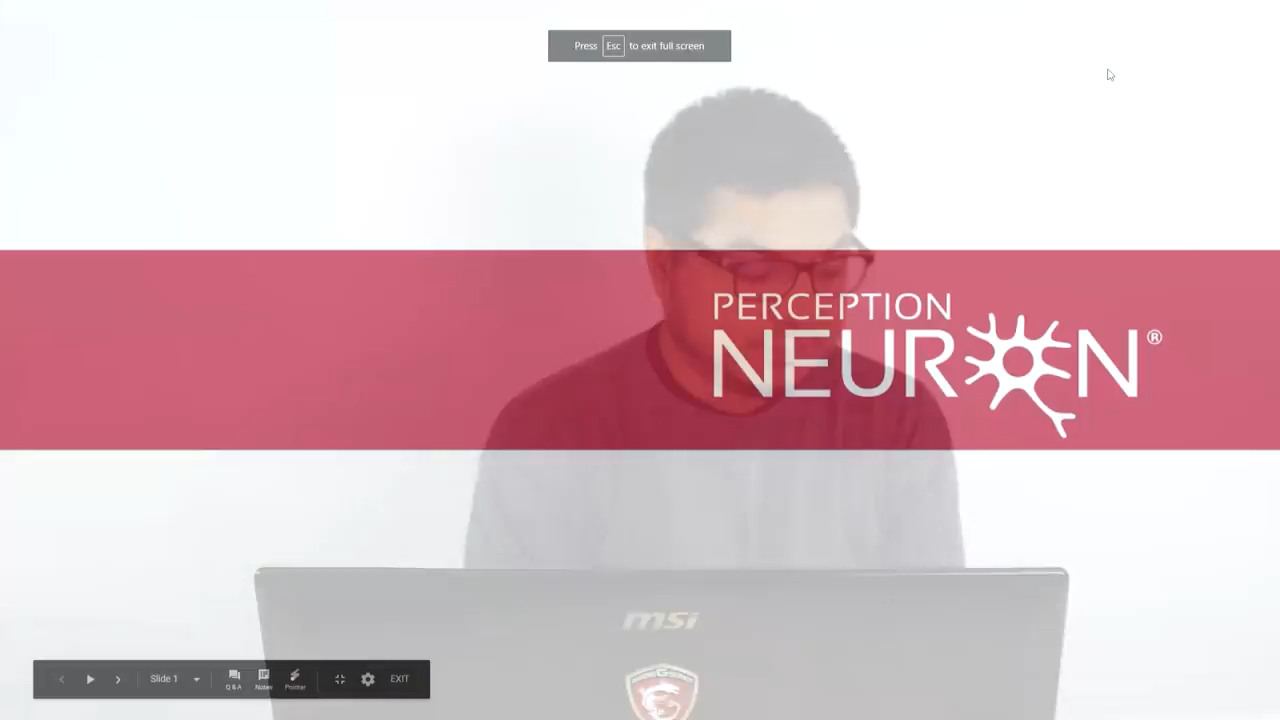 Press Esc to exit full screen
PERCEPTION
NEURON®
msi
Slide 1
Q & A
Notes
Pointer
EXIT